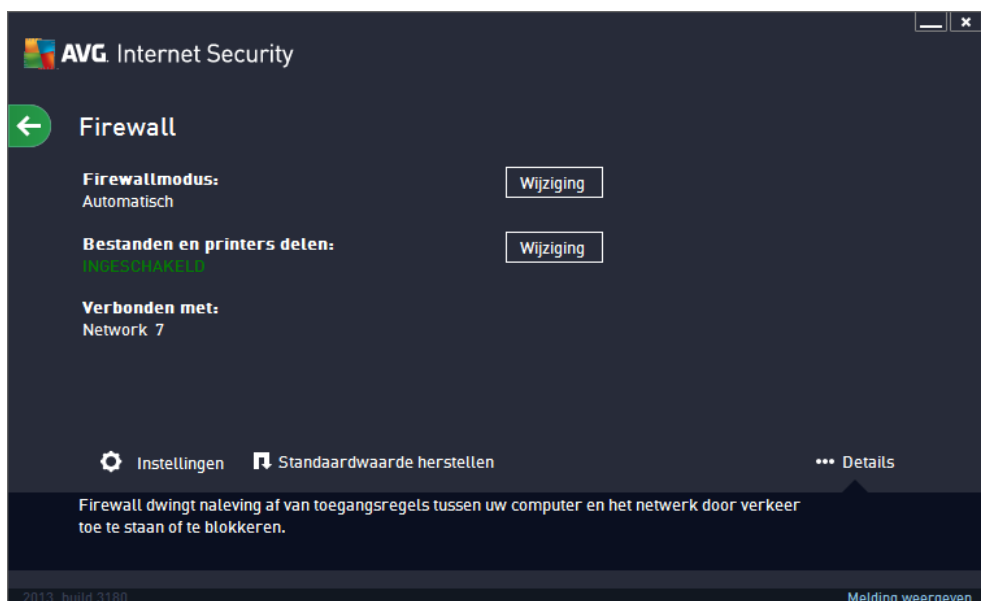 AVG. Internet Security
Firewall
Firewallmodus:
Automatisch
Wijziging
Bestanden en printers delen:
INGESCHAKELD
Wijziging
Verbonden met:
Network 7
Instellingen
Standaardwaarde herstellen
Details
Firewall dwingt naleving af van toegangsregels tussen uw computer en het netwerk door verkeer
toe te staan of te blokkeren.
2013 build 3180
Melding weergeven